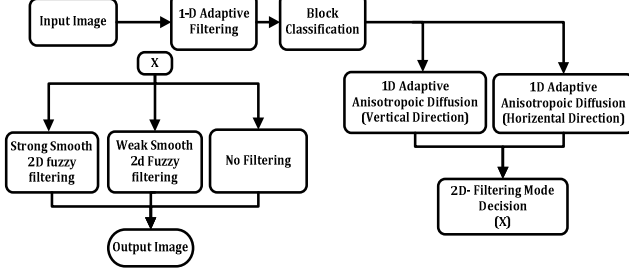 Input Image
1-D Adaptive
Filtering
Block
Classification
1D Adaptive
Anisotropoic Diffusion
(Vertical Direction)
1D Adaptive
Anisotropoic Diffusion
(Horizental Direction)
2D- Filtering Mode
Decision
(X)
X
Strong Smooth
2D fuzzy
filtering
Weak Smooth
2d Fuzzy
filtering
No Filtering
Output Image